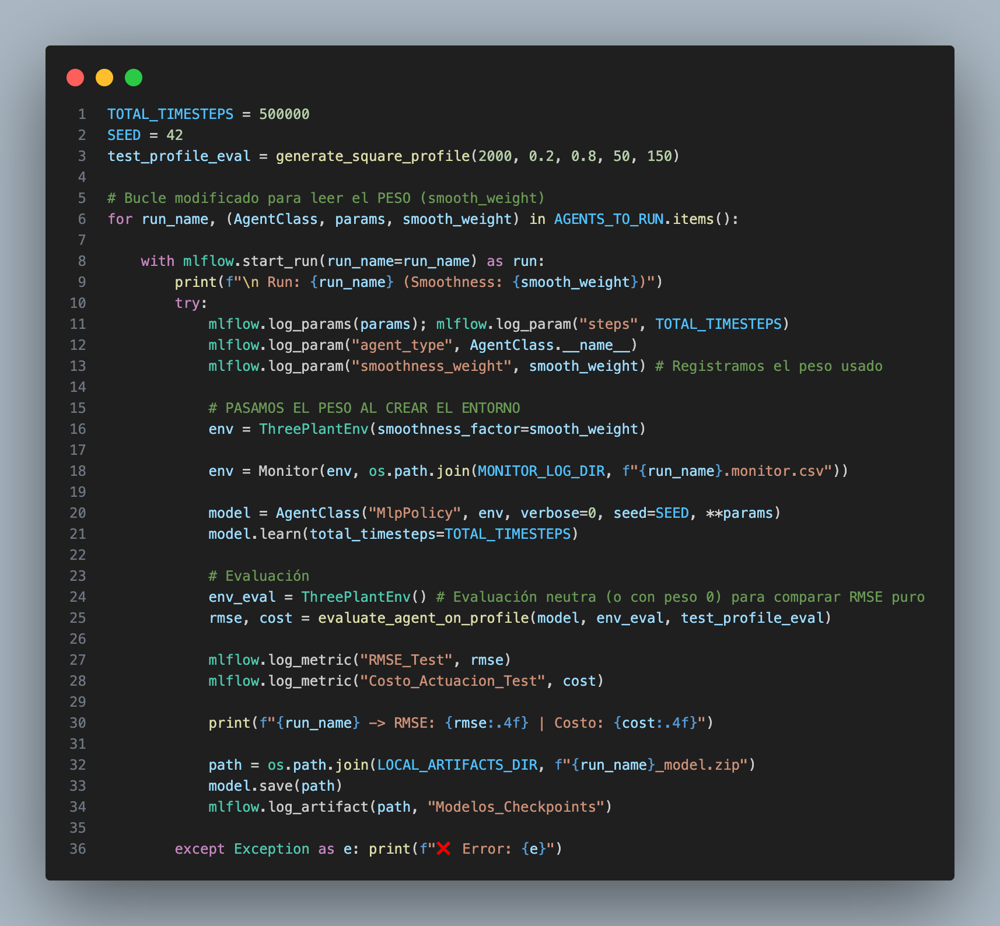 1 TOTAL_TIMESTEPS = 500000
2 SEED = 42
3 test_profile_eval = generate_square_profile(2000, 0.2, 0.8, 50, 150)
4
5 # Bucle modificado para leer el PESO (smooth_weight)
6 for run_name, (AgentClass, params, smooth_weight) in AGENTS_TO_RUN.items():
7
8     with mlflow.start_run(run_name=run_name) as run:
9         print(f"\n Run: {run_name} (Smoothness: {smooth_weight})")
10         try:
11             mlflow.log_params(params); mlflow.log_param("steps", TOTAL_TIMESTEPS)
12             mlflow.log_param("agent_type", AgentClass.__name__)
13             mlflow.log_param("smoothness_weight", smooth_weight) # Registramos el peso usado
14
15             # PASAMOS EL PESO AL CREAR EL ENTORNO
16             env = ThreePlantEnv(smoothness_factor=smooth_weight)
17
18             env = Monitor(env, os.path.join(MONITOR_LOG_DIR, f"{run_name}.monitor.csv"))
19
20             model = AgentClass("MlpPolicy", env, verbose=0, seed=SEED, **params)
21             model.learn(total_timesteps=TOTAL_TIMESTEPS)
22
23             # Evaluación
24             env_eval = ThreePlantEnv() # Evaluación neutra (o con peso 0) para comparar RMSE puro
25             rmse, cost = evaluate_agent_on_profile(model, env_eval, test_profile_eval)
26
27             mlflow.log_metric("RMSE_Test", rmse)
28             mlflow.log_metric("Costo_Actuacion_Test", cost)
29
30             print(f"{run_name} -> RMSE: {rmse:.4f} | Costo: {cost:.4f}")
31
32             path = os.path.join(LOCAL_ARTIFACTS_DIR, f"{run_name}_model.zip")
33             model.save(path)
34             mlflow.log_artifact(path, "Modelos_Checkpoints")
35
36         except Exception as e: print(f"❌ Error: {e}")